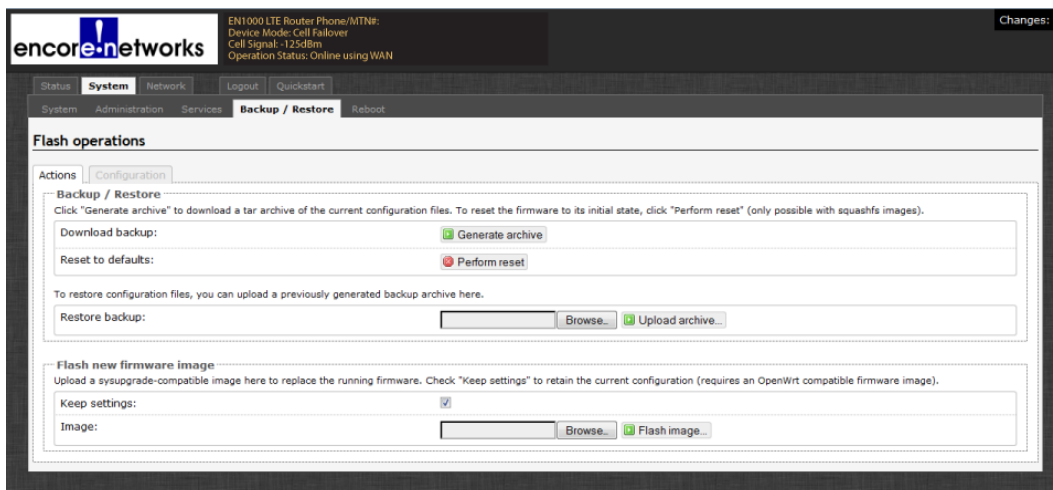 encore!networks
EN1000 LTE Router Phone/MTN#:
Device Mode: Cell Failover
Cell Signal: -125dBm
Operation Status: Online using WAN
Changes:
Status System Network Logout Quickstart
System Administration Services Backup / Restore Reboot
Flash operations
Actions Configuration
Backup / Restore
Click "Generate archive" to download a tar archive of the current configuration files. To reset the firmware to its initial state, click "Perform reset" (only possible with squashfs images).
Download backup: Generate archive
Reset to defaults: Perform reset
To restore configuration files, you can upload a previously generated backup archive here.
Restore backup: Browse.. Upload archive...
Flash new firmware image
Upload a sysupgrade-compatible image here to replace the running firmware. Check "Keep settings" to retain the current configuration (requires an OpenWrt compatible firmware image).
Keep settings:
Image: Browse.. Flash image...